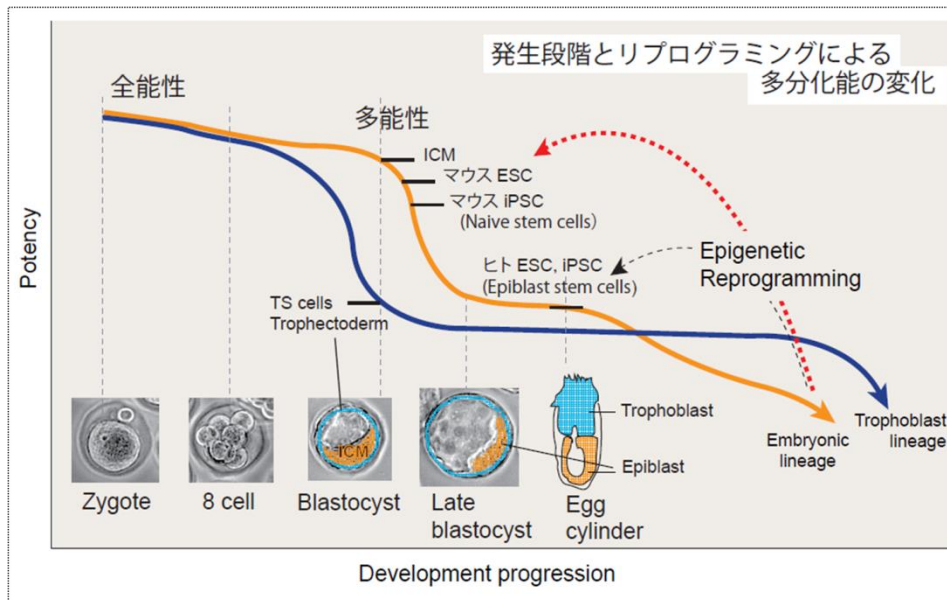 発生段階とリプログラミングによる
多分化能の変化
全能性
多能性
ICM
マウス ESC
マウス iPSC
(Naive stem cells)
ヒト ESC, iPSC
(Epiblast stem cells)
Epigenetic
Reprogramming
Potency
TS cells
Trophectoderm
ICM
Trophoblast
Epiblast
Embryonic
lineage
Trophoblast
lineage
Zygote
8 cell
Blastocyst
Late
blastocyst
Egg
cylinder
Development progression